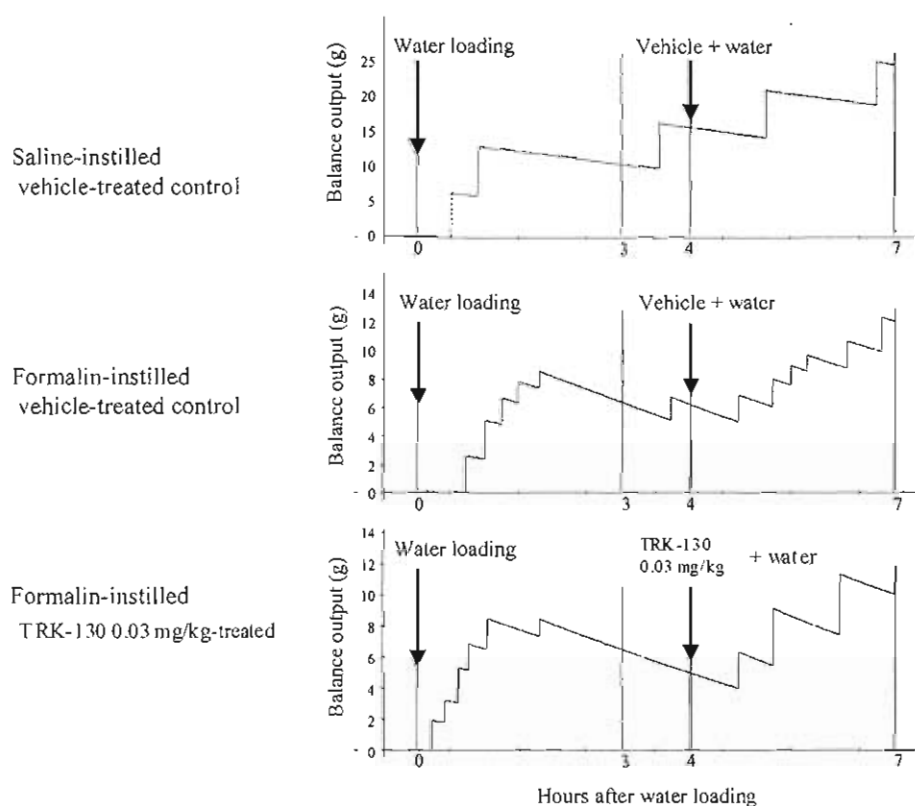 Water loading
Vehicle + water
Balance output (g)
25
20
15
10
5
0
0 3 4 7
Saline-instilled
vehicle-treated control
Water loading
Vehicle + water
Balance output (g)
14
12
10
8
6
4
2
0
0 3 4 7
Formalin-instilled
vehicle-treated control
Water loading
TRK-130
0.03 mg/kg + water
Balance output (g)
14
12
10
8
6
4
2
0
0 3 4 7
Formalin-instilled
TRK-130 0.03 mg/kg-treated
Hours after water loading